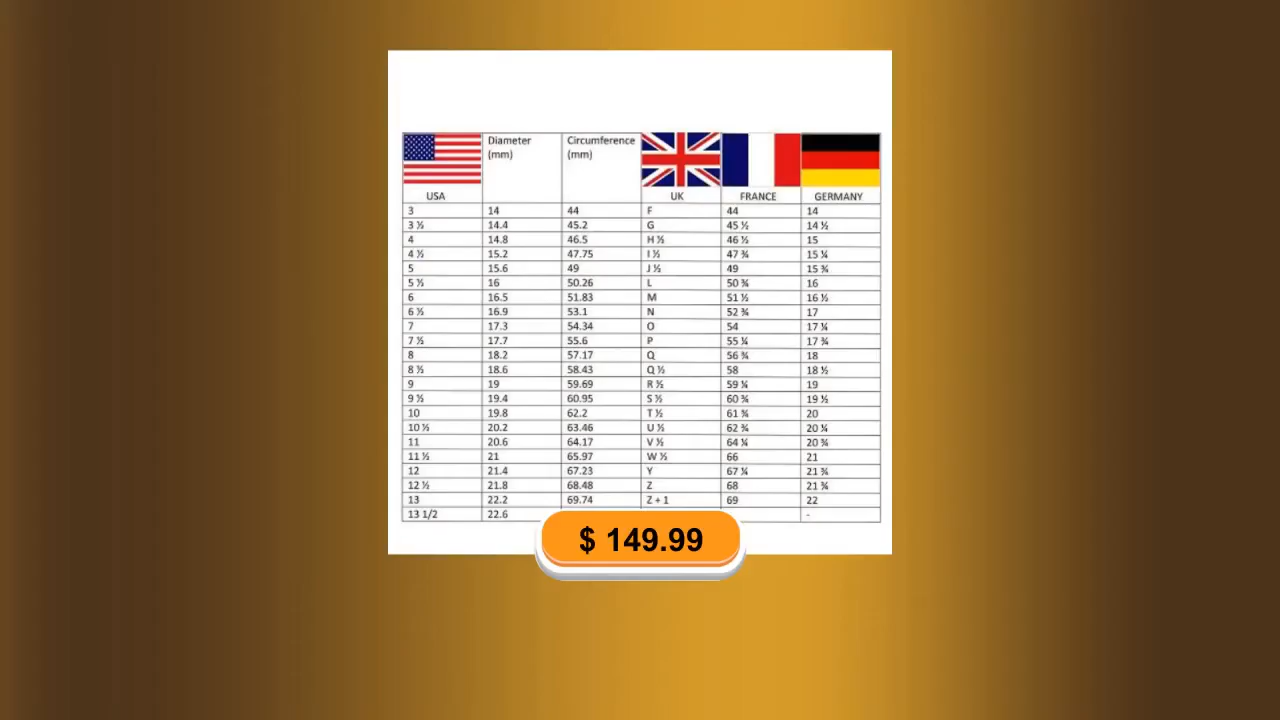 Diameter (mm) Circumference (mm)
USA UK FRANCE GERMANY
3 14 44 F 44 14
3 ½ 14.4 45.2 G 45 ½ 14 ½
4 14.8 46.5 H ½ 46 ½ 15
4 ½ 15.2 47.75 I ½ 47 ¾ 15 ¼
5 15.6 49 J ½ 49 15 ¾
5 ½ 16 50.26 L 50 ¾ 16
6 16.5 51.83 M 51 ½ 16 ½
6 ½ 16.9 53.1 N 52 ¾ 17
7 17.3 54.34 O 54 17 ¼
7 ½ 17.7 55.6 P 55 ¼ 17 ¾
8 18.2 57.17 Q 56 ¾ 18
8 ½ 18.6 58.43 Q ½ 58 18 ½
9 19 59.69 R ½ 59 ¼ 19
9 ½ 19.4 60.95 S ½ 60 ¾ 19 ½
10 19.8 62.2 T ½ 61 ¾ 20
10 ½ 20.2 63.46 U ½ 62 ¾ 20 ¼
11 20.6 64.17 V ½ 64 ¼ 20 ¾
11 ½ 21 65.97 W ½ 66 21
12 21.4 67.23 Y 67 ¼ 21 ¾
12 ½ 21.8 68.48 Z 68 21 ¾
13 22.2 69.74 Z + 1 69 22
13 1/2 22.6 -
$ 149.99